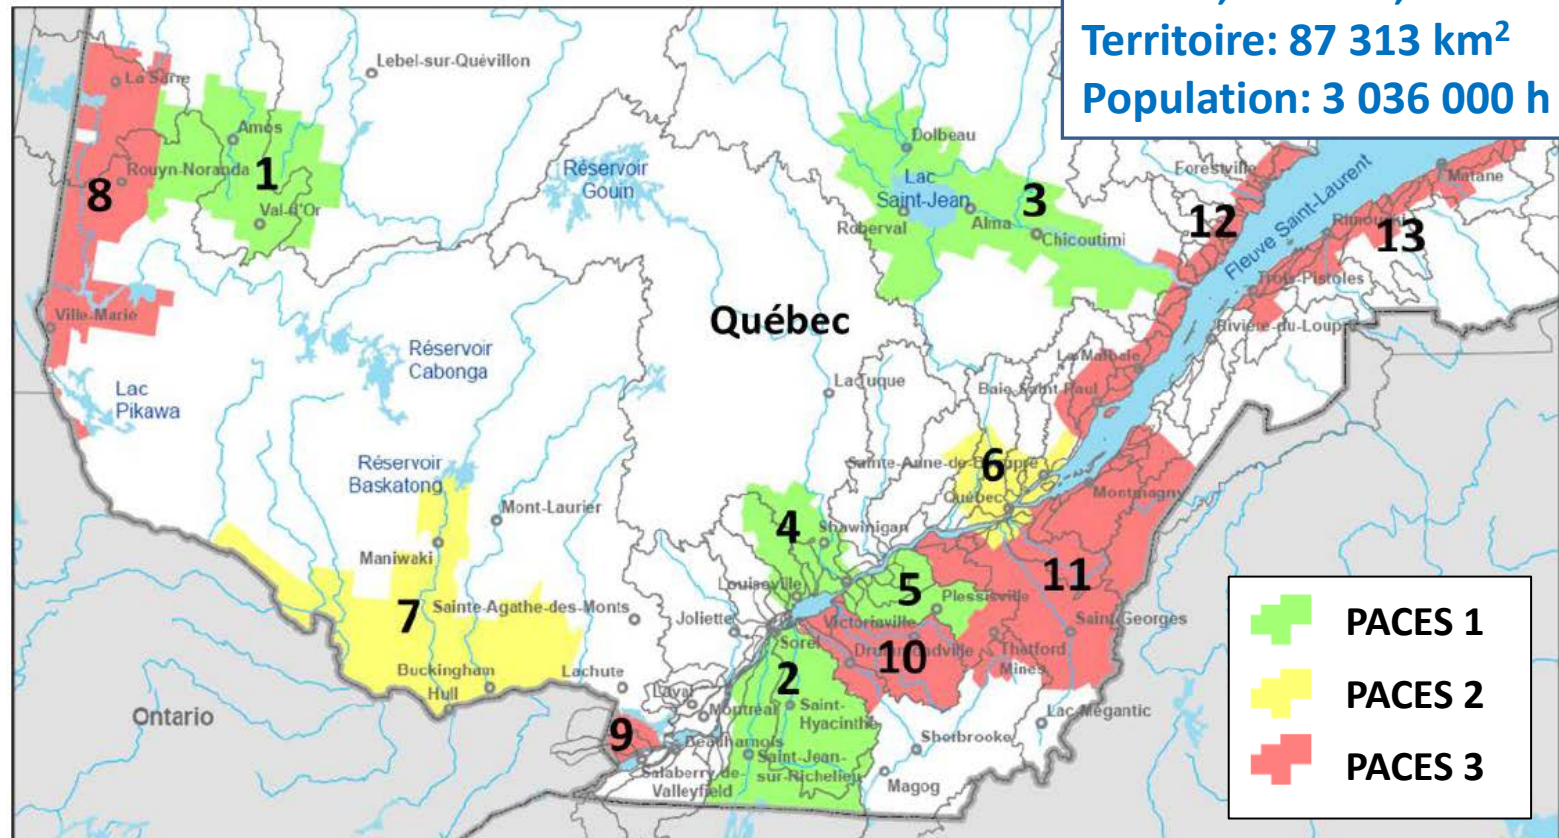 Territoire: 87 313 km²
Population: 3 036 000 h
Lebel-sur-Quévillon
La Sarre
Amos
Rouyn-Noranda
1
8
Val-d'Or
Ville-Marie
Lac
Pikawa
Réservoir
Gouin
Réservoir
Cabonga
Réservoir
Baskatong
Mont-Laurier
Maniwaki
7
Sainte-Agathe-des-Monts
Buckingham
Hull
Lachute
Ontario
Québec
Dolbeau
Lac
Saint-Jean
3
Roberval
Alma
Chicoutimi
Forestville
12
Fleuve Saint-Laurent
Matane
Rimouski
13
Trois-Pistoles
Rivière-du-Loup
La Malbaie
Baie-Saint-Paul
La Tuque
6
Sainte-Anne-de-Beaupré
Québec
Montmagny
4
Shawinigan
Louiseville
5
Plessisville
11
Joliette
Sorel
Victoriaville
Saint-Georges
Drummondville
10
Thetford
Mines
2
Laval
Montréal
Saint-
Hyacinthe
Lac-Mégantic
9
Beauharnois
Sherbrooke
Saint-Jean-
sur-Richelieu
Salaberry-de-
Valleyfield
Magog
PACES 1
PACES 2
PACES 3